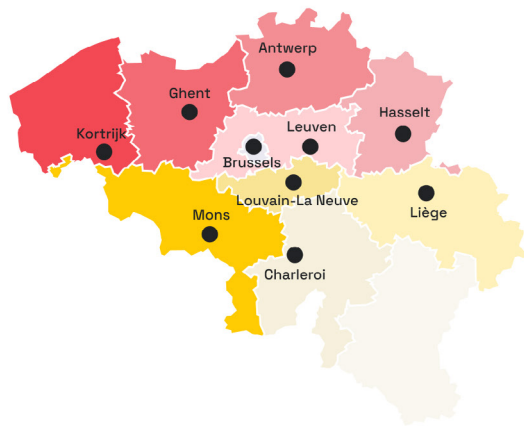 Antwerp
Ghent
Hasselt
Leuven
Kortrijk
Brussels
Louvain-La Neuve
Mons
Liège
Charleroi